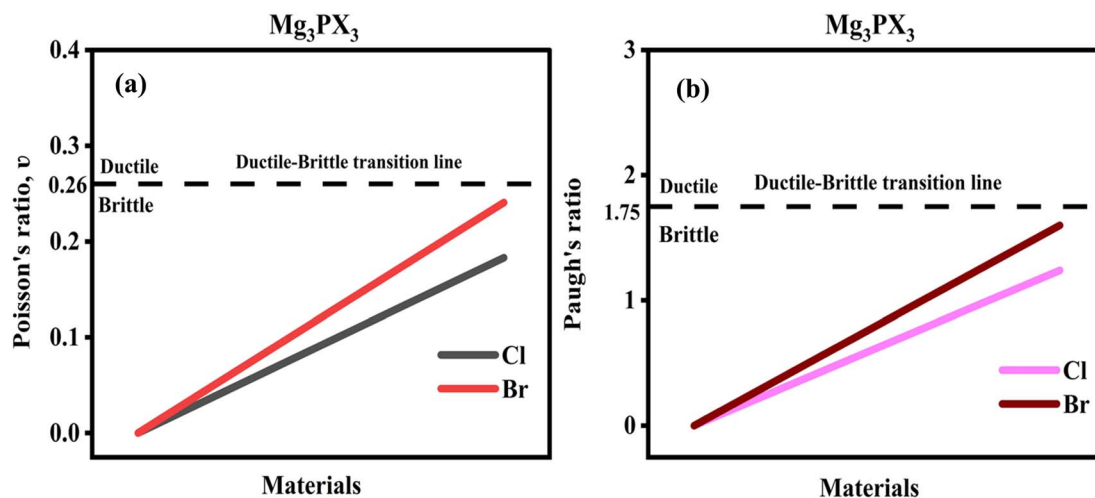 Mg₃PX₃
(a)
Poisson's ratio, υ
0.4
0.3
0.26
0.2
0.1
0.0
Ductile
Ductile-Brittle transition line
Brittle
Cl
Br
Materials
Mg₃PX₃
(b)
Paugh's ratio
3
2
1.75
1
0
Ductile
Ductile-Brittle transition line
Brittle
Cl
Br
Materials